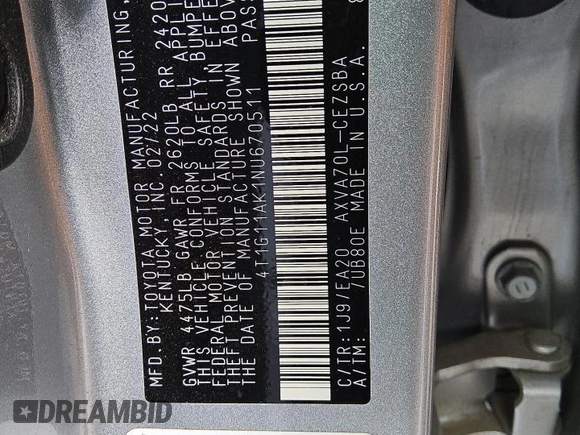 MFD. BY: TOYOTA MOTOR MANUFACTURING,
KENTUCKY, INC. 02/22
GVWR 4475LB GAWR FR 2620LB RR 2420
THIS VEHICLE CONFORMS TO ALL APPLI
FEDERAL MOTOR VEHICLE SAFETY, BUMPE
THEFT PREVENTION STANDARDS IN EFFE
THE DATE OF MANUFACTURE SHOWN ABOV
4T1G11AK1NU670511 PASS
C/TR: 1J9/EA20 AXVA70L-CEZSBA
A/TM: /UB80E MADE IN U.S.A.
DREAMBID